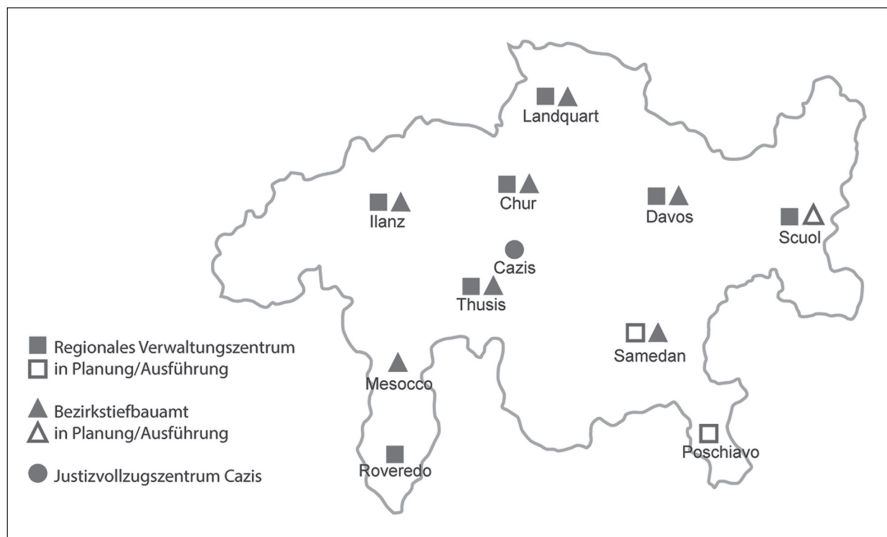 Landquart
Chur
Ilanz
Davos
Scuol
Cazis
Thusis
Samedan
Mesocco
Poschiavo
Roveredo
Regionales Verwaltungszentrum
in Planung/Ausführung
Bezirkstiefbauamt
in Planung/Ausführung
Justizvollzugszentrum Cazis